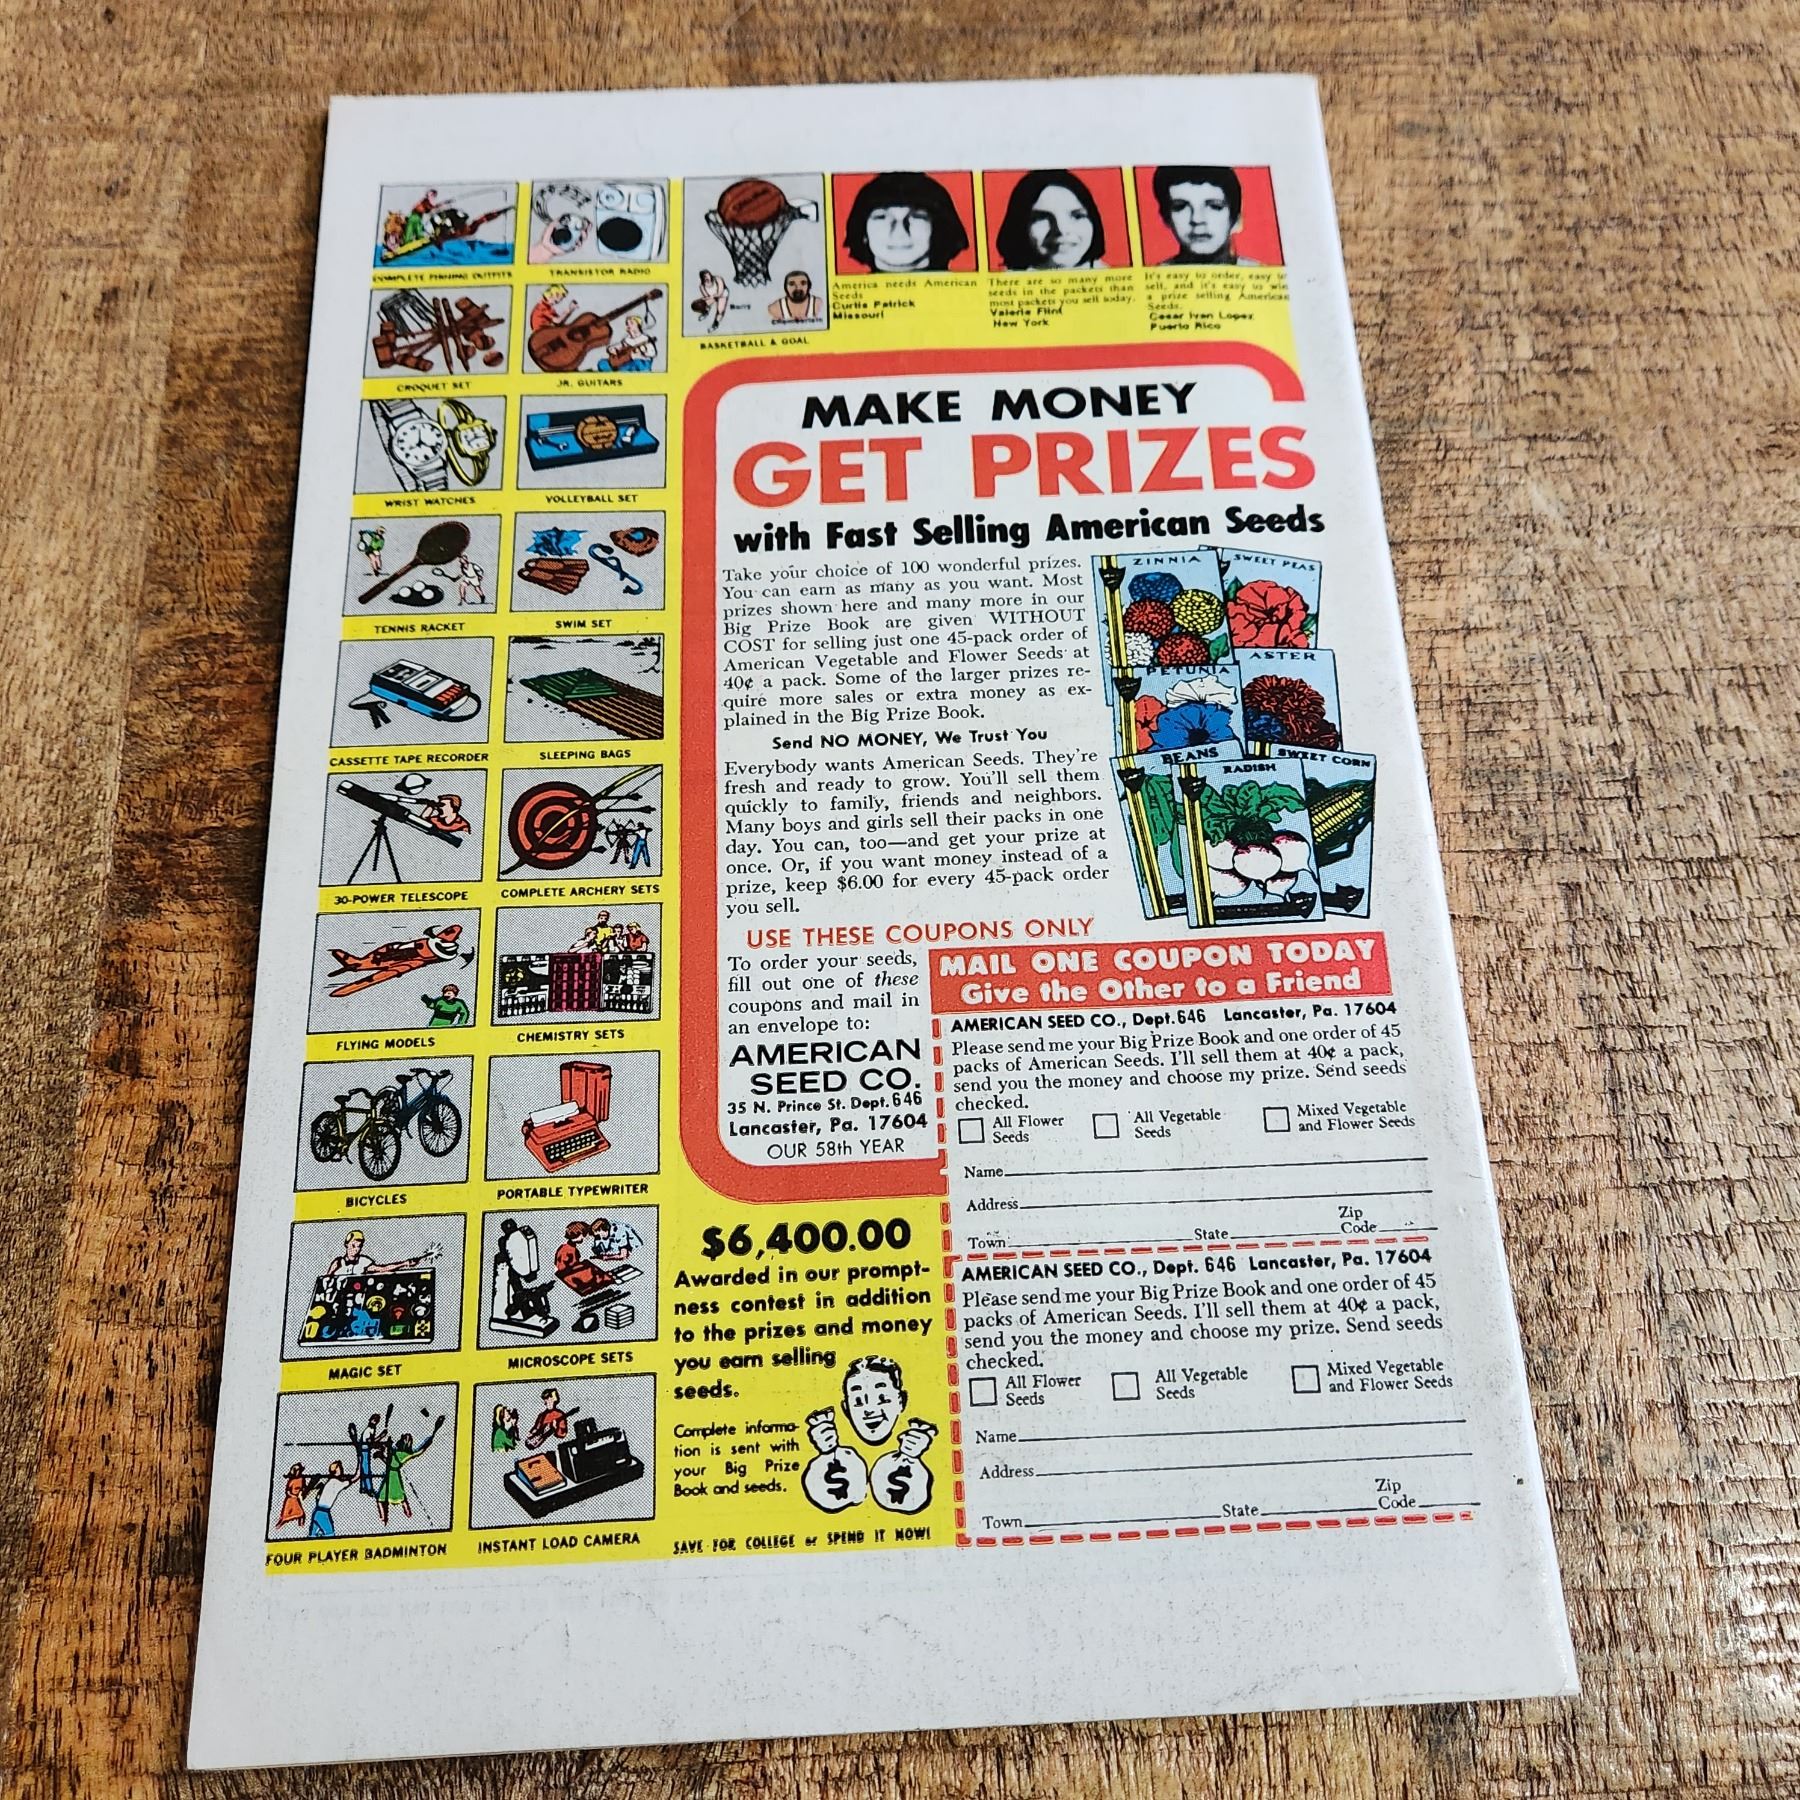 COMPLETE FISHING OUTFITS
TRANSISTOR RADIO
CROQUET SET
JR. GUITARS
WRIST WATCHES
VOLLEYBALL SET
TENNIS RACKET
SWIM SET
CASSETTE TAPE RECORDER
SLEEPING BAGS
30-POWER TELESCOPE
COMPLETE ARCHERY SETS
FLYING MODELS
CHEMISTRY SETS
BICYCLES
PORTABLE TYPEWRITER
MAGIC SET
MICROSCOPE SETS
FOUR PLAYER BADMINTON
INSTANT LOAD CAMERA
Barry
Chamberlain
BASKETBALL & GOAL
America needs American
Seeds
Curtis Patrick
Missouri
There are so many more
seeds in the packets than
most packets you sell today.
Valerie Flint
New York
It's easy to order, easy to
sell, and it's easy to win
a prize selling American
Seeds.
Cesar Ivan Lopez
Puerto Rico
MAKE MONEY
GET PRIZES
with Fast Selling American Seeds
Take your choice of 100 wonderful prizes.
You can earn as many as you want. Most
prizes shown here and many more in our
Big Prize Book are given WITHOUT
COST for selling just one 45-pack order of
American Vegetable and Flower Seeds at
40¢ a pack. Some of the larger prizes re-
quire more sales or extra money as ex-
plained in the Big Prize Book.
Send NO MONEY, We Trust You
Everybody wants American Seeds. They're
fresh and ready to grow. You'll sell them
quickly to family, friends and neighbors.
Many boys and girls sell their packs in one
day. You can, too—and get your prize at
once. Or, if you want money instead of a
prize, keep $6.00 for every 45-pack order
you sell.
ZINNIA
SWEET PEAS
PETUNIA
ASTER
BEANS
RADISH
SWEET CORN
USE THESE COUPONS ONLY
To order your seeds,
fill out one of these
coupons and mail in
an envelope to:
AMERICAN
SEED CO.
35 N. Prince St. Dept. 646
Lancaster, Pa. 17604
OUR 58th YEAR
$6,400.00
Awarded in our prompt-
ness contest in addition
to the prizes and money
you earn selling
seeds.
Complete informa-
tion is sent with
your Big Prize
Book and seeds.
$ $
SAVE FOR COLLEGE or SPEND IT NOW!
MAIL ONE COUPON TODAY
Give the Other to a Friend
AMERICAN SEED CO., Dept. 646 Lancaster, Pa. 17604
Please send me your Big Prize Book and one order of 45
packs of American Seeds. I'll sell them at 40¢ a pack,
send you the money and choose my prize. Send seeds
checked.
All Flower
Seeds
All Vegetable
Seeds
Mixed Vegetable
and Flower Seeds
Name
Address
Town State Zip
Code
AMERICAN SEED CO., Dept. 646 Lancaster, Pa. 17604
Please send me your Big Prize Book and one order of 45
packs of American Seeds. I'll sell them at 40¢ a pack,
send you the money and choose my prize. Send seeds
checked.
All Flower
Seeds
All Vegetable
Seeds
Mixed Vegetable
and Flower Seeds
Name
Address
Town State Zip
Code